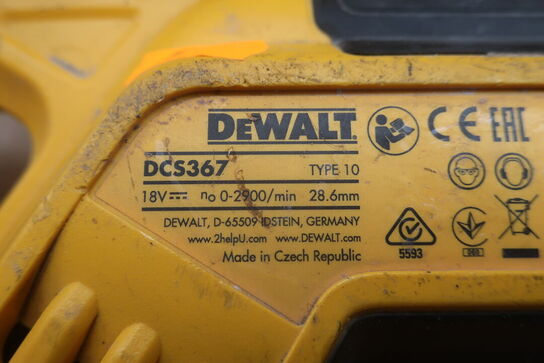 DEWALT
CE EAC
DCS367 TYPE 10
18V n₀ 0-2900/min 28.6mm
DEWALT, D-65509 IDSTEIN, GERMANY
www.2helpU.com www.DEWALT.com
Made in Czech Republic
5593